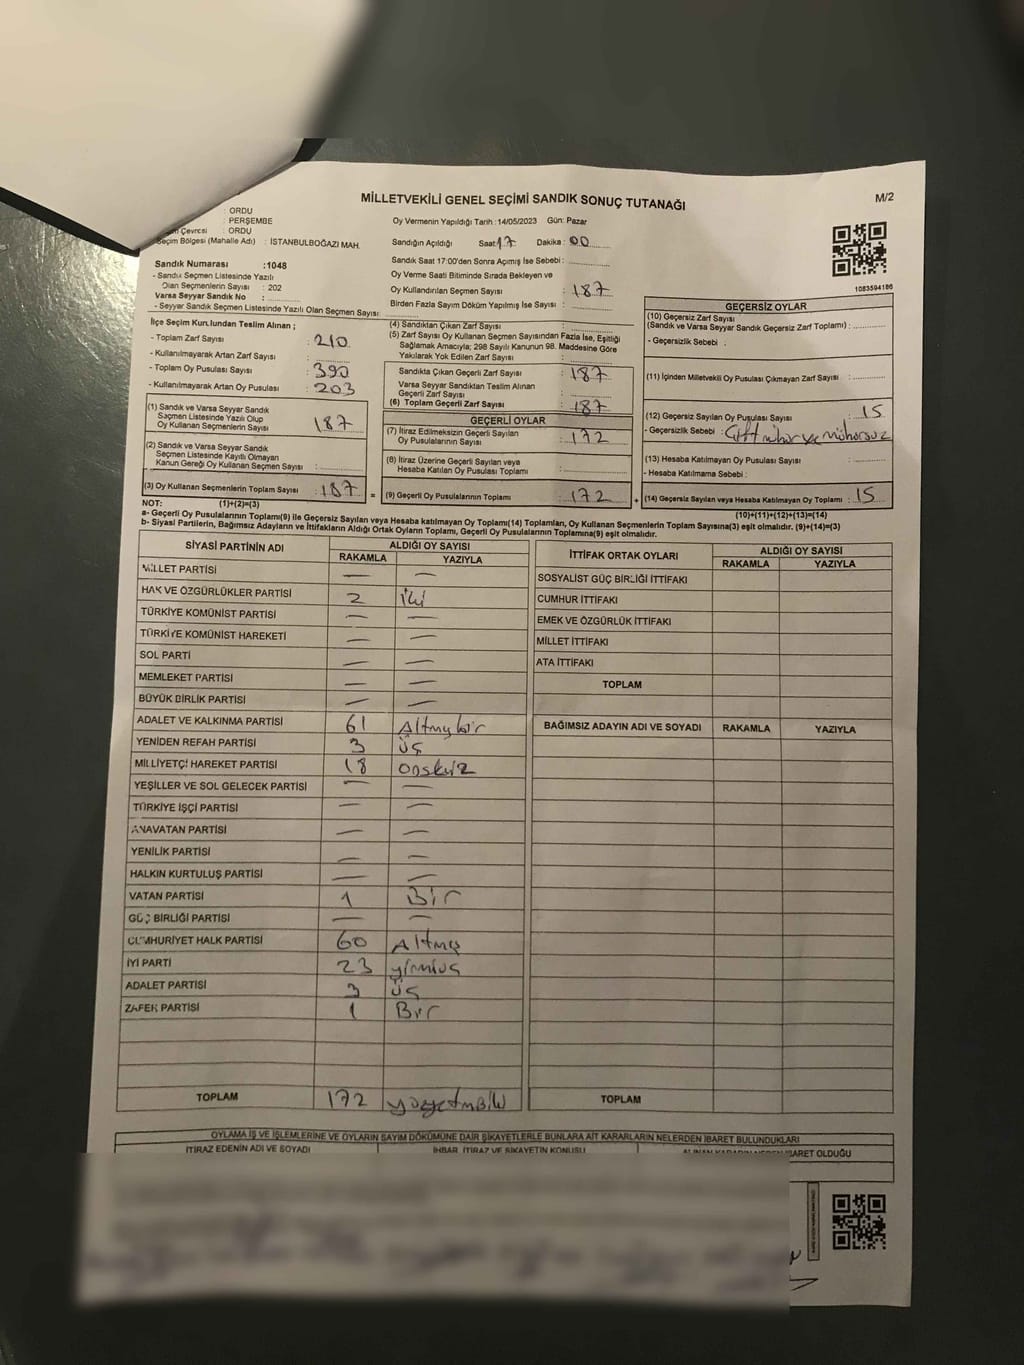 MİLLETVEKİLİ GENEL SEÇİMİ SANDIK SONUÇ TUTANAĞI
M/2
: ORDU
: PERŞEMBE
Çevresi : ORDU
Seçim Bölgesi (Mahalle Adı) : İSTANBULBOĞAZI MAH.
Sandık Numarası :1048
- Sandık Seçmen Listesinde Yazılı
Olan Seçmenlerin Sayısı : 202
Varsa Seyyar Sandık No :
- Seyyar Sandık Seçmen Listesinde Yazılı Olan Seçmen Sayısı:
Oy Vermenin Yapıldığı Tarih :14/05/2023 Gün: Pazar
Sandığın Açıldığı Saat 17 Dakika : 00
Sandık Saat 17:00'den Sonra Açımış İse Sebebi :
Oy Verme Saati Bitiminde Sırada Bekleyen ve
Oy Kullandırılan Seçmen Sayısı : 187
Birden Fazla Sayım Döküm Yapılmış İse Sayısı :
1083594186
İlçe Seçim Kurulundan Teslim Alınan ;
- Toplam Zarf Sayısı : 210
- Kullanılmayarak Artan Zarf Sayısı :
- Toplam Oy Pusulası Sayısı : 390
- Kullanılmayarak Artan Oy Pusulası : 203
(1) Sandık ve Varsa Seyyar Sandık
Seçmen Listesinde Yazılı Olup
Oy Kullanan Seçmenlerin Sayısı : 187
(2) Sandık ve Varsa Seyyar Sandık
Seçmen Listesinde Kayıtlı Olmayan
Kanun Gereği Oy Kullanan Seçmen Sayısı :
(3) Oy Kullanan Seçmenlerin Toplam Sayısı : 187 =
(4) Sandıktan Çıkan Zarf Sayısı :
(5) Zarf Sayısı Oy Kullanan Seçmen Sayısından Fazla İse, Eşitliği
Sağlamak Amacıyla; 298 Sayılı Kanunun 98. Maddesine Göre
Yakılarak Yok Edilen Zarf Sayısı :
Sandıkta Çıkan Geçerli Zarf Sayısı : 187
Varsa Seyyar Sandıktan Teslim Alınan
Geçerli Zarf Sayısı :
(6) Toplam Geçerli Zarf Sayısı : 187
GEÇERLİ OYLAR
(7) İtiraz Edilmeksizin Geçerli Sayılan
Oy Pusulalarının Sayısı : 172
(8) İtiraz Üzerine Geçerli Sayılan veya
Hesaba Katılan Oy Pusulası Toplamı :
(9) Geçerli Oy Pusulalarının Toplamı : 172 +
GEÇERSİZ OYLAR
(10) Geçersiz Zarf Sayısı
(Sandık ve Varsa Seyyar Sandık Geçersiz Zarf Toplamı) :
- Geçersizlik Sebebi :
(11) İçinden Milletvekili Oy Pusulası Çıkmayan Zarf Sayısı :
(12) Geçersiz Sayılan Oy Pusulası Sayısı : 15
- Geçersizlik Sebebi : Çift mühür ve mühürsüz
(13) Hesaba Katılmayan Oy Pusulası Sayısı :
- Hesaba Katılmama Sebebi :
(14) Geçersiz Sayılan veya Hesaba Katılmayan Oy Toplamı : 15
NOT: (1)+(2)=(3) (10)+(11)+(12)+(13)=(14)
a- Geçerli Oy Pusulalarının Toplamı(9) ile Geçersiz Sayılan veya Hesaba katılmayan Oy Toplamı(14) Toplamları, Oy Kullanan Seçmenlerin Toplam Sayısına(3) eşit olmalıdır. (9)+(14)=(3)
b- Siyasi Partilerin, Bağımsız Adayların ve İttifakların Aldığı Ortak Oyların Toplamı, Geçerli Oy Pusulalarının Toplamına(9) eşit olmalıdır.
SİYASİ PARTİNİN ADI ALDIĞI OY SAYISI
RAKAMLA YAZIYLA
MİLLET PARTİSİ — —
HAK VE ÖZGÜRLÜKLER PARTİSİ 2 iki
TÜRKİYE KOMÜNİST PARTİSİ — —
TÜRKİYE KOMÜNİST HAREKETİ — —
SOL PARTİ — —
MEMLEKET PARTİSİ — —
BÜYÜK BİRLİK PARTİSİ — —
ADALET VE KALKINMA PARTİSİ 61 Altmışbir
YENİDEN REFAH PARTİSİ 3 üç
MİLLİYETÇİ HAREKET PARTİSİ 18 onsekiz
YEŞİLLER VE SOL GELECEK PARTİSİ — —
TÜRKİYE İŞÇİ PARTİSİ — —
ANAVATAN PARTİSİ — —
YENİLİK PARTİSİ — —
HALKIN KURTULUŞ PARTİSİ — —
VATAN PARTİSİ 1 Bir
GÜÇ BİRLİĞİ PARTİSİ — —
CUMHURİYET HALK PARTİSİ 60 Altmış
İYİ PARTİ 23 yirmiüç
ADALET PARTİSİ 3 üç
ZAFER PARTİSİ 1 Bir
TOPLAM 172
İTTİFAK ORTAK OYLARI ALDIĞI OY SAYISI
RAKAMLA YAZIYLA
SOSYALİST GÜÇ BİRLİĞİ İTTİFAKI
CUMHUR İTTİFAKI
EMEK VE ÖZGÜRLÜK İTTİFAKI
MİLLET İTTİFAKI
ATA İTTİFAKI
TOPLAM
BAĞIMSIZ ADAYIN ADI VE SOYADI RAKAMLA YAZIYLA
TOPLAM
OYLAMA İŞ VE İŞLEMLERİNE VE OYLARIN SAYIM DÖKÜMÜNE DAİR ŞİKAYETLERLE BUNLARA AİT KARARLARIN NELERDEN İBARET BULUNDUKLARI
İTİRAZ EDENİN ADI VE SOYADI İHBAR, İTİRAZ VE ŞİKAYETİN KONUSU İBARET OLDUĞU